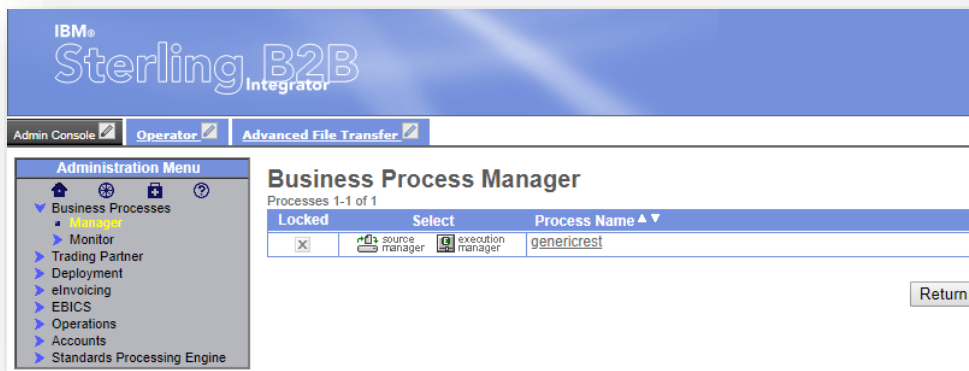 IBM®
Sterling B2B
Integrator
Admin Console Operator Advanced File Transfer
Administration Menu
Business Processes
Manager
Monitor
Trading Partner
Deployment
eInvoicing
EBICS
Operations
Accounts
Standards Processing Engine
Business Process Manager
Processes 1-1 of 1
Locked Select Process Name
source manager execution manager genericrest
Return